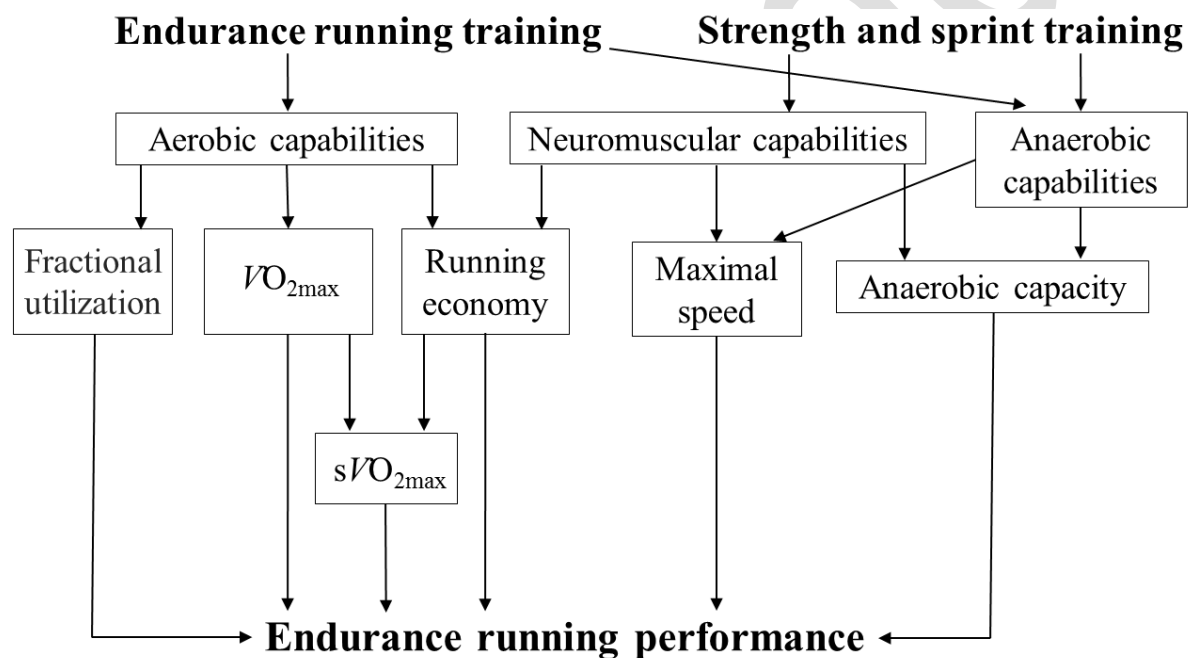 Endurance running training
Strength and sprint training
Aerobic capabilities
Neuromuscular capabilities
Anaerobic
capabilities
Fractional
utilization
VO2max
Running
economy
Maximal
speed
Anaerobic capacity
sVO2max
Endurance running performance